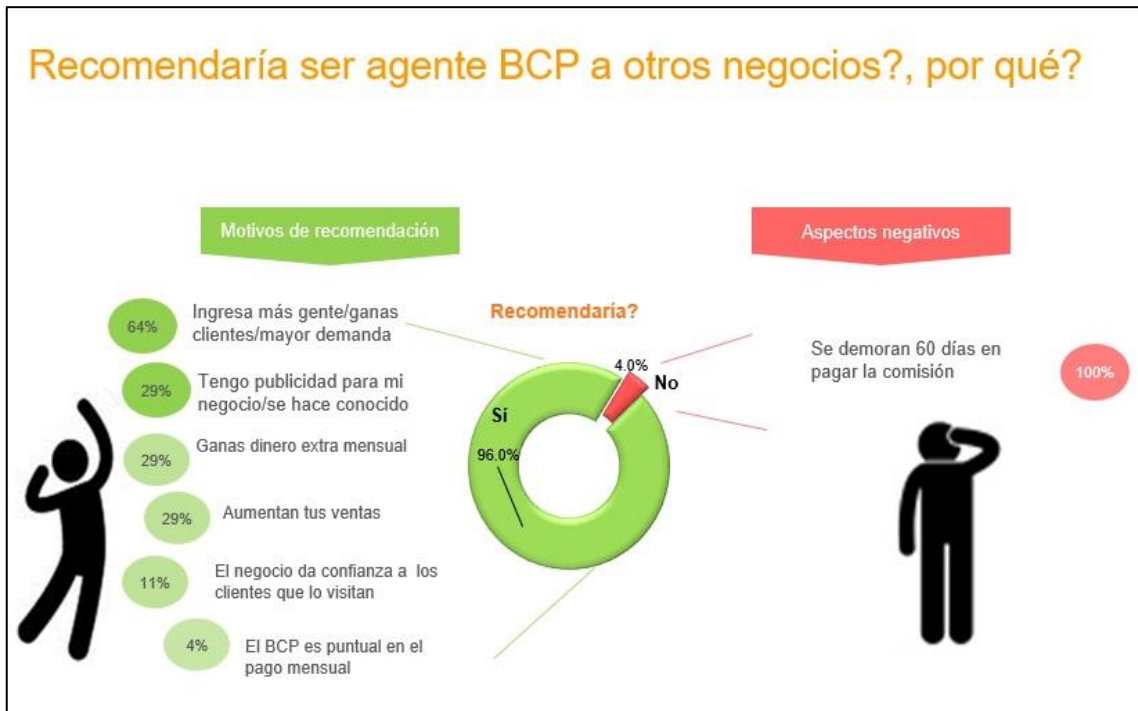 Recomendaría ser agente BCP a otros negocios?, por qué?
Motivos de recomendación
64%
Ingresa más gente/ganas
clientes/mayor demanda
29%
Tengo publicidad para mi
negocio/se hace conocido
29%
Ganas dinero extra mensual
29%
Aumentan tus ventas
11%
El negocio da confianza a los
clientes que lo visitan
4%
El BCP es puntual en el
pago mensual
Recomendaría?
4.0%
No
Sí
96.0%
Aspectos negativos
Se demoran 60 días en
pagar la comisión
100%